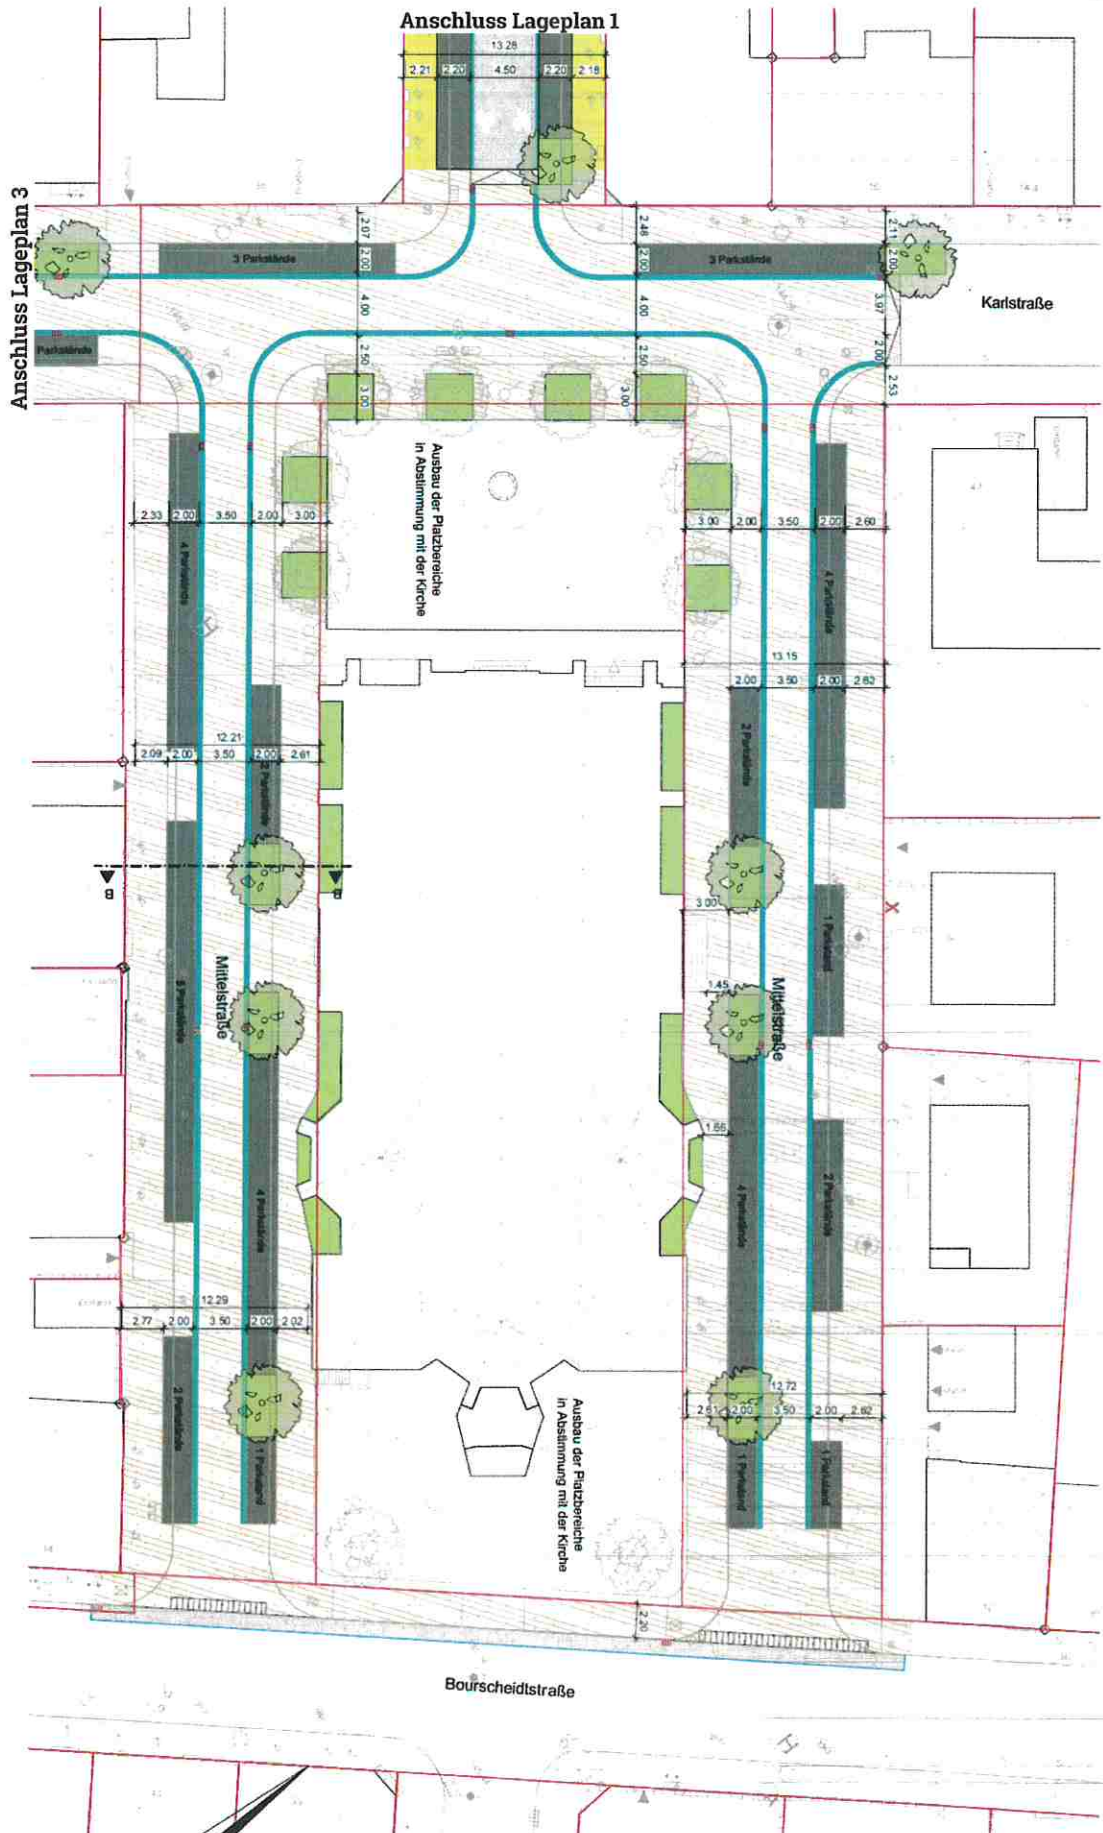 Anschluss Lageplan 1
13.28
2.21
2.20
4.50
2.20
2.18
Anschluss Lageplan 3
2.07
2.00
4.00
2.50
3.00
2.48
2.00
4.00
2.50
3.00
2.11
2.00
3.97
2.00
2.53
3 Parkstände
3 Parkstände
Karlstraße
Parkstände
Ausbau der Platzbereiche
in Abstimmung mit der Kirche
2.33
2.00
3.50
2.00
3.00
3.00
2.00
3.50
2.00
2.60
4 Parkstände
4 Parkstände
13.15
2.00
3.50
2.00
2.62
12.21
2.09
2.00
3.50
2.00
2.61
2 Parkstände
2 Parkstände
B
B
3.00
1 Parkstand
Mittelstraße
Mittelstraße
1.45
5 Parkstände
1.66
4 Parkstände
4 Parkstände
2 Parkstände
12.29
2.77
2.00
3.50
2.00
2.02
12.72
2.61
2.00
3.50
2.00
2.62
2 Parkstände
1 Parkstand
1 Parkstand
1 Parkstand
Ausbau der Platzbereiche
in Abstimmung mit der Kirche
2.20
Bourscheidtstraße
H